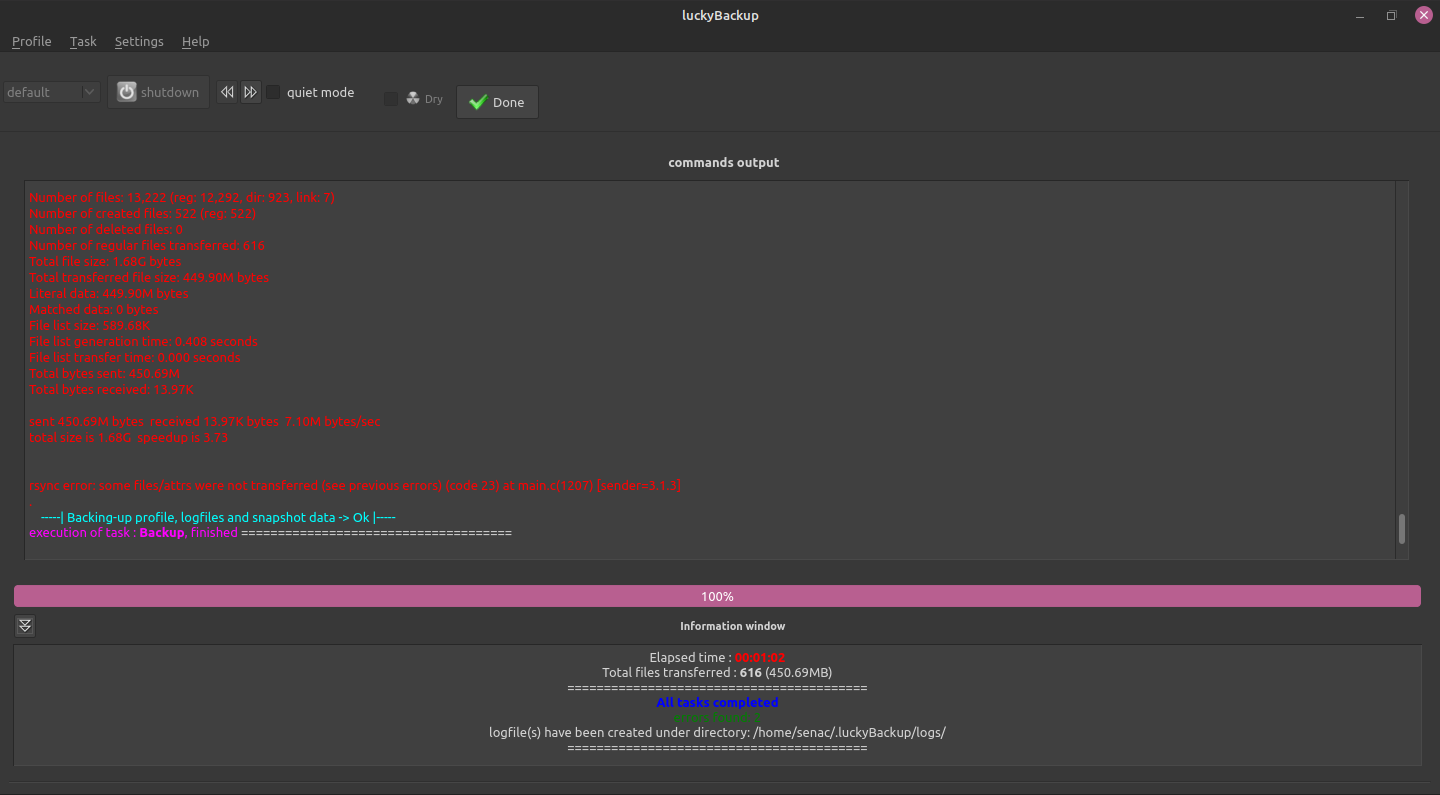 luckyBackup
Profile Task Settings Help
default shutdown quiet mode Dry Done
commands output
Number of files: 13,222 (reg: 12,292, dir: 923, link: 7)
Number of created files: 522 (reg: 522)
Number of deleted files: 0
Number of regular files transferred: 616
Total file size: 1.68G bytes
Total transferred file size: 449.90M bytes
Literal data: 449.90M bytes
Matched data: 0 bytes
File list size: 589.68K
File list generation time: 0.408 seconds
File list transfer time: 0.000 seconds
Total bytes sent: 450.69M
Total bytes received: 13.97K
sent 450.69M bytes received 13.97K bytes 7.10M bytes/sec
total size is 1.68G speedup is 3.73
rsync error: some files/attrs were not transferred (see previous errors) (code 23) at main.c(1207) [sender=3.1.3]
-----| Backing-up profile, logfiles and snapshot data -> Ok |-----
execution of task : Backup, finished =====================================
100%
Information window
Elapsed time : 00:01:02
Total files transferred : 616 (450.69MB)
=========================================
All tasks completed
errors found:
logfile(s) have been created under directory: /home/senac/.luckyBackup/logs/
=========================================